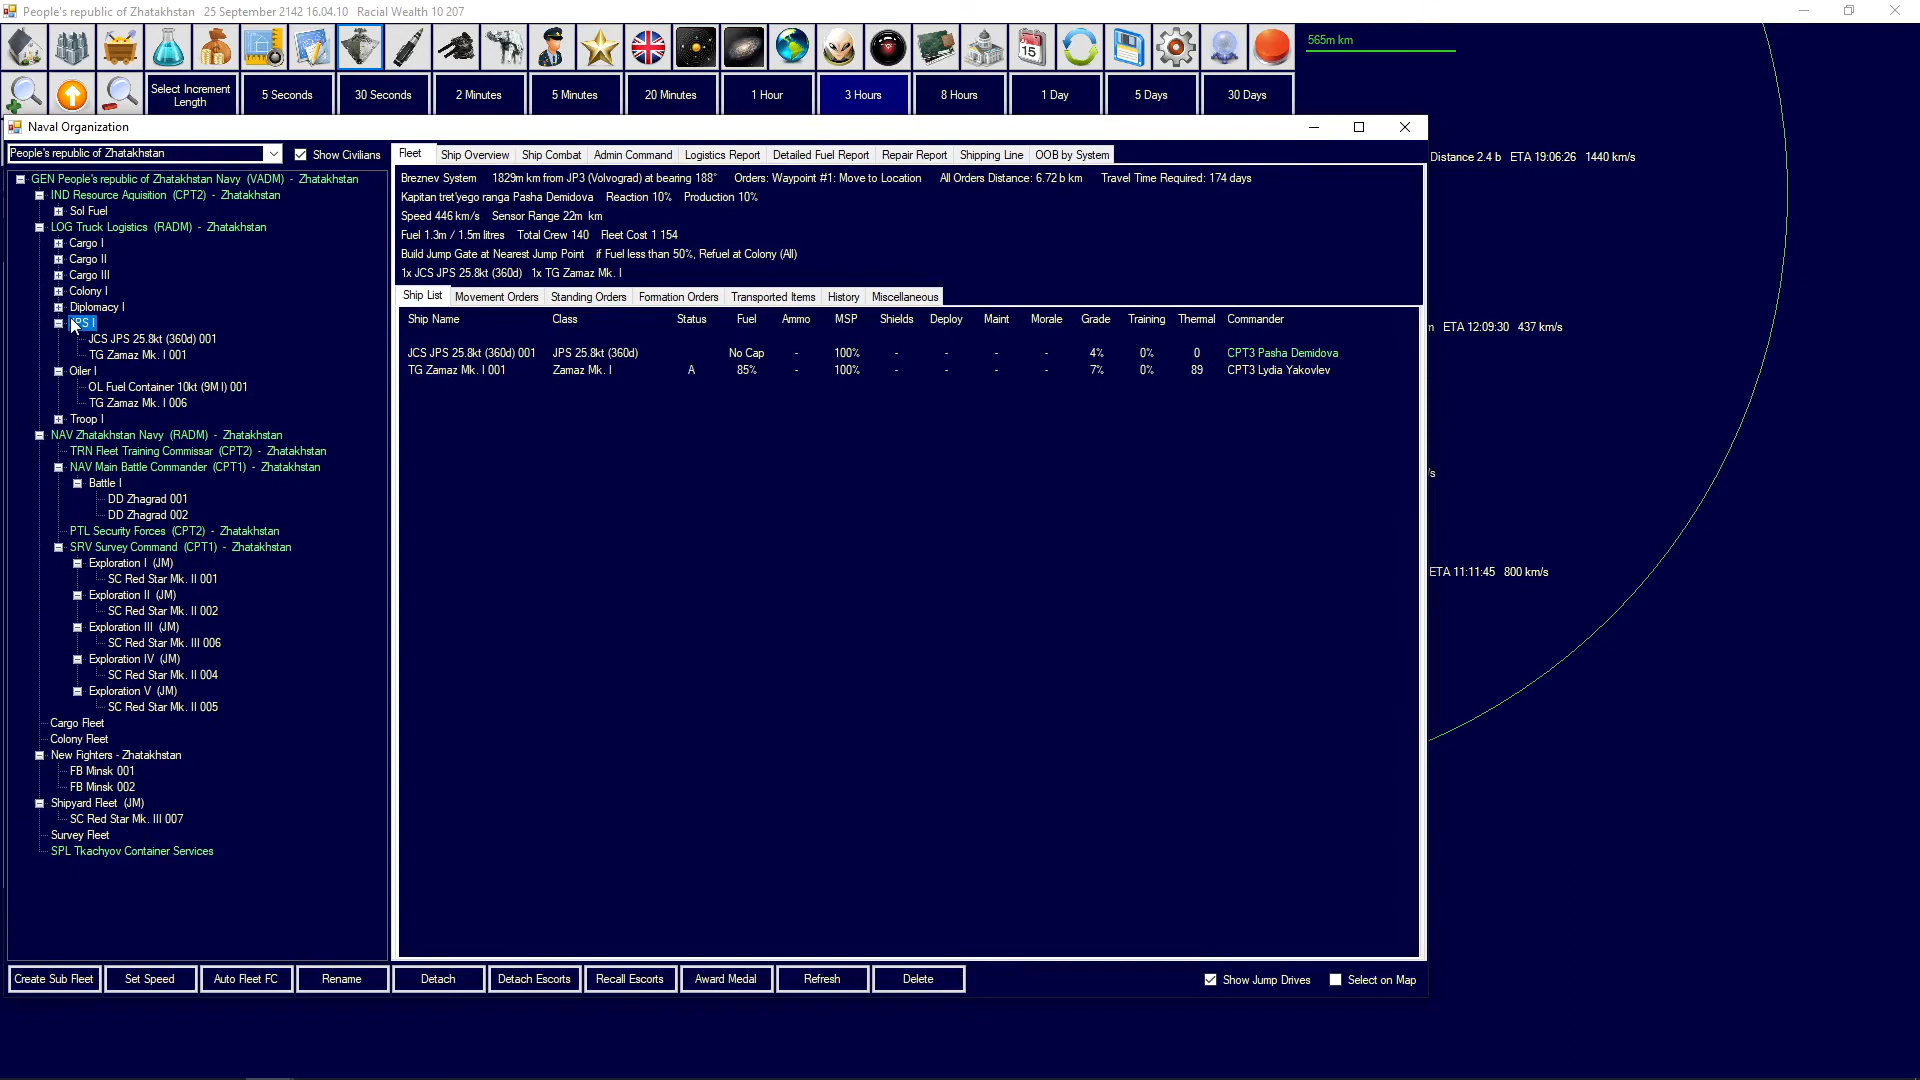 People's republic of Zhatakhstan 25 September 2142 16.04.10 Racial Wealth 10 207
565m km
15
Select Increment Length
5 Seconds
30 Seconds
2 Minutes
5 Minutes
20 Minutes
1 Hour
3 Hours
8 Hours
1 Day
5 Days
30 Days
Naval Organization
People's republic of Zhatakhstan
Show Civilians
Fleet
Ship Overview
Ship Combat
Admin Command
Logistics Report
Detailed Fuel Report
Repair Report
Shipping Line
OOB by System
Distance 2.4 b ETA 19:06:26 1440 km/s
GEN People's republic of Zhatakhstan Navy (VADM) - Zhatakhstan
IND Resource Aquisition (CPT2) - Zhatakhstan
Sol Fuel
LOG Truck Logistics (RADM) - Zhatakhstan
Cargo I
Cargo II
Cargo III
Colony I
Diplomacy I
JCS JPS 25.8kt (360d) 001
TG Zamaz Mk. I 001
Oiler I
OL Fuel Container 10kt (9M l) 001
TG Zamaz Mk. I 006
Troop I
NAV Zhatakhstan Navy (RADM) - Zhatakhstan
TRN Fleet Training Commissar (CPT2) - Zhatakhstan
NAV Main Battle Commander (CPT1) - Zhatakhstan
Battle I
DD Zhagrad 001
DD Zhagrad 002
PTL Security Forces (CPT2) - Zhatakhstan
SRV Survey Command (CPT1) - Zhatakhstan
Exploration I (JM)
SC Red Star Mk. II 001
Exploration II (JM)
SC Red Star Mk. II 002
Exploration III (JM)
SC Red Star Mk. III 006
Exploration IV (JM)
SC Red Star Mk. II 004
Exploration V (JM)
SC Red Star Mk. II 005
Cargo Fleet
Colony Fleet
New Fighters - Zhatakhstan
FB Minsk 001
FB Minsk 002
Shipyard Fleet (JM)
SC Red Star Mk. III 007
Survey Fleet
SPL Tkachyov Container Services
Breznev System 1829m km from JP3 (Volvograd) at bearing 188° Orders: Waypoint #1: Move to Location All Orders Distance: 6.72 b km Travel Time Required: 174 days
Kapitan tret'yego ranga Pasha Demidova Reaction 10% Production 10%
Speed 446 km/s Sensor Range 22m km
Fuel 1.3m / 1.5m litres Total Crew 140 Fleet Cost 1 154
Build Jump Gate at Nearest Jump Point if Fuel less than 50%, Refuel at Colony (All)
1x JCS JPS 25.8kt (360d) 1x TG Zamaz Mk. I
Ship List
Movement Orders
Standing Orders
Formation Orders
Transported Items
History
Miscellaneous
Ship Name Class Status Fuel Ammo MSP Shields Deploy Maint Morale Grade Training Thermal Commander
JCS JPS 25.8kt (360d) 001 JPS 25.8kt (360d) No Cap - 100% - - - - 4% 0% 0 CPT3 Pasha Demidova
TG Zamaz Mk. I 001 Zamaz Mk. I A 85% - 100% - - - - 7% 0% 89 CPT3 Lydia Yakovlev
ETA 12:09:30 437 km/s
ETA 11:11:45 800 km/s
Create Sub Fleet
Set Speed
Auto Fleet FC
Rename
Detach
Detach Escorts
Recall Escorts
Award Medal
Refresh
Delete
Show Jump Drives
Select on Map